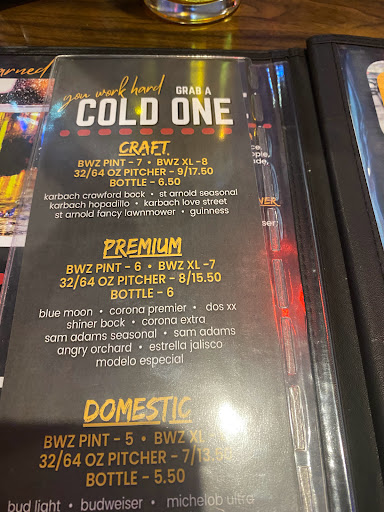 you work hard GRAB A
COLD ONE
CRAFT
BWZ PINT - 7 • BWZ XL -8
32/64 OZ PITCHER - 9/17.50
BOTTLE - 6.50
karbach crawford bock • st arnold seasonal
karbach hopadillo • karbach love street
st arnold fancy lawnmower • guinness
PREMIUM
BWZ PINT - 6 • BWZ XL -7
32/64 OZ PITCHER - 8/15.50
BOTTLE - 6
blue moon • corona premier • dos xx
shiner bock • corona extra
sam adams seasonal • sam adams
angry orchard • estrella jalisco
modelo especial
DOMESTIC
BWZ PINT - 5 • BWZ XL
32/64 OZ PITCHER - 7/13.50
BOTTLE - 5.50
bud light • budweiser • michelob ultra